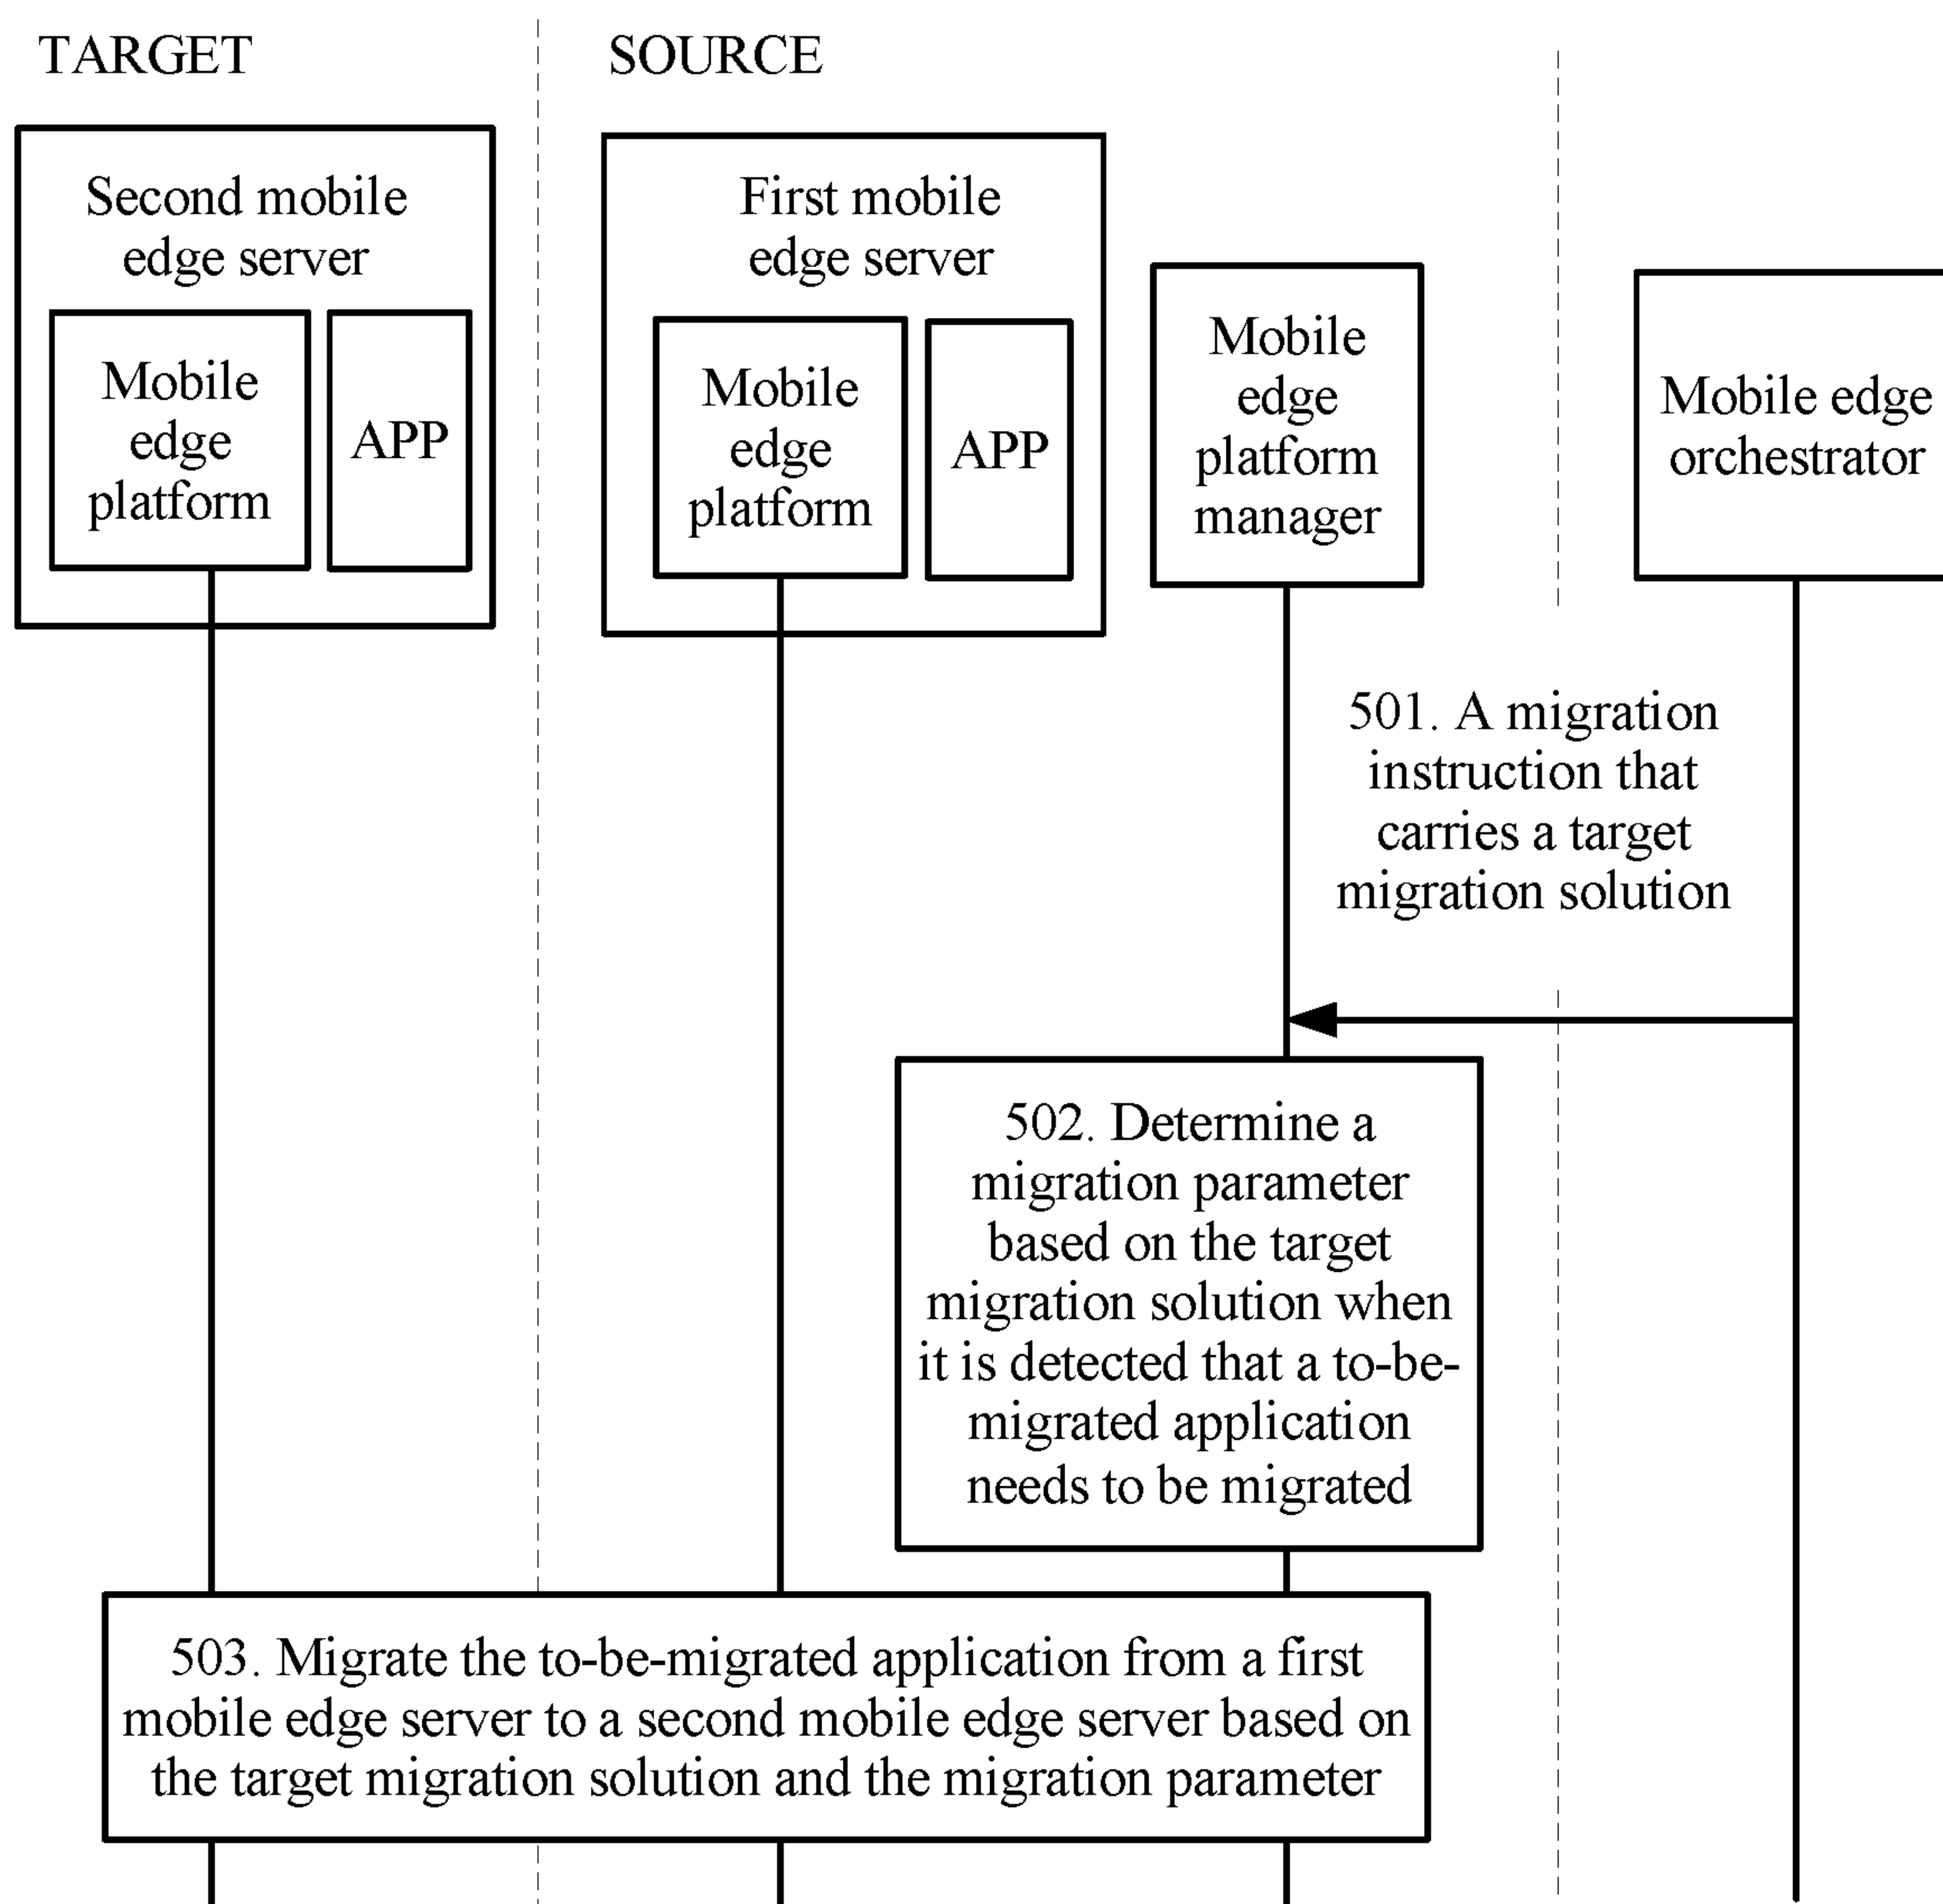 TARGET
SOURCE
Second mobile
edge server
Mobile
edge
platform
APP
First mobile
edge server
Mobile
edge
platform
APP
Mobile
edge
platform
manager
Mobile edge
orchestrator
501. A migration
instruction that
carries a target
migration solution
502. Determine a
migration parameter
based on the target
migration solution when
it is detected that a to-be-
migrated application
needs to be migrated
503. Migrate the to-be-migrated application from a first
mobile edge server to a second mobile edge server based on
the target migration solution and the migration parameter